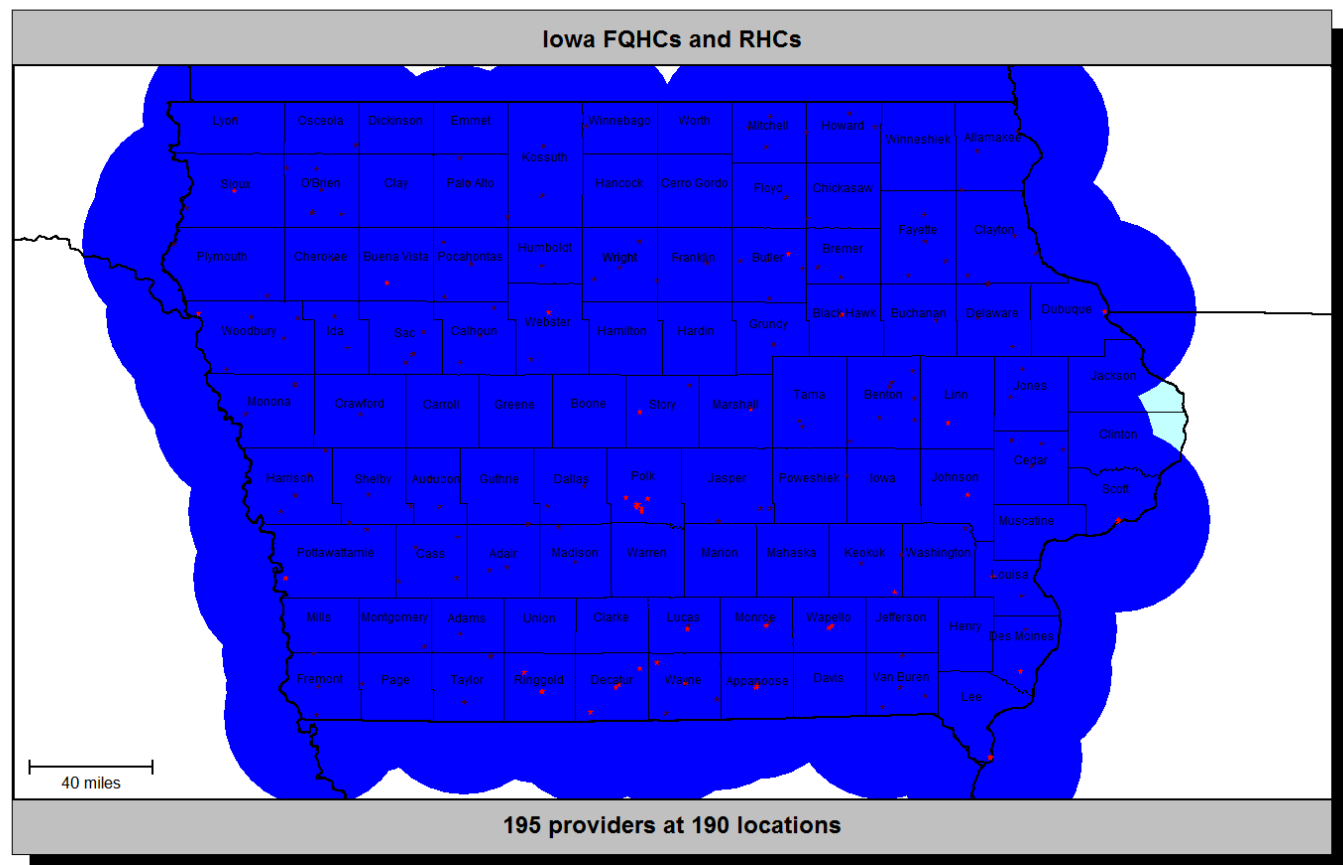 Iowa FQHCs and RHCs
Lyon Osceola Dickinson Emmet Winnebago Worth Mitchell Howard Winneshiek Allamakee
Kossuth
Sioux O'Brien Clay Palo Alto Hancock Cerro Gordo Floyd Chickasaw
Fayette Clayton
Plymouth Cherokee Buena Vista Pocahontas Humboldt Wright Franklin Butler Bremer
Woodbury Ida Sac Calhoun Webster Hamilton Hardin Grundy Black Hawk Buchanan Delaware Dubuque
Jackson
Monona Crawford Carroll Greene Boone Story Marshall Tama Benton Linn Jones
Clinton
Harrison Shelby Audubon Guthrie Dallas Polk Jasper Poweshiek Iowa Johnson Cedar
Scott
Muscatine
Pottawattamie Cass Adair Madison Warren Marion Mahaska Keokuk Washington
Louisa
Mills Montgomery Adams Union Clarke Lucas Monroe Wapello Jefferson Henry Des Moines
Fremont Page Taylor Ringgold Decatur Wayne Appanoose Davis Van Buren Lee
40 miles
195 providers at 190 locations